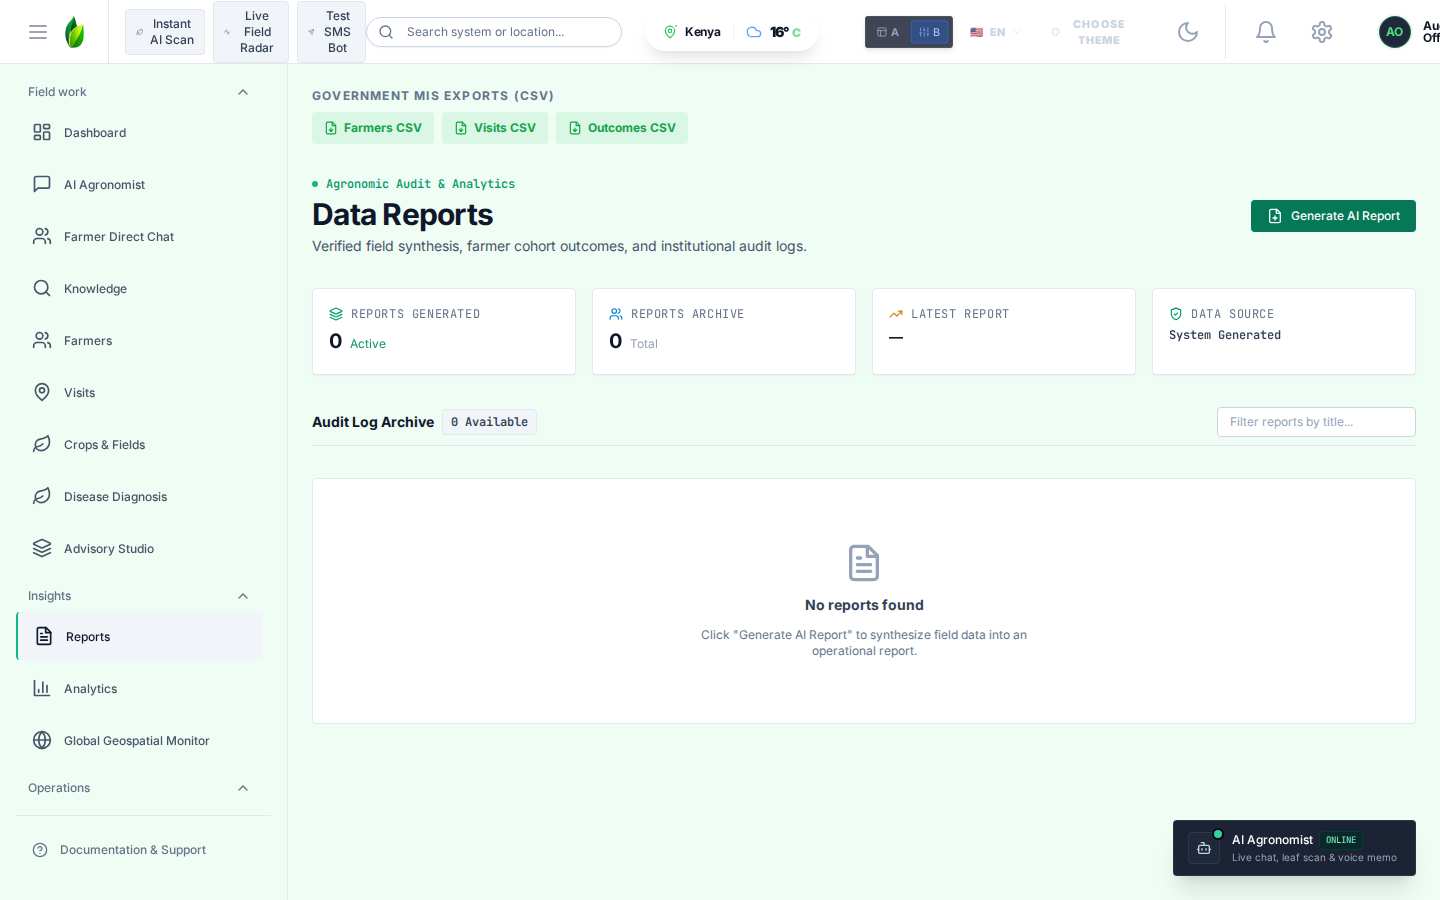 Instant
AI Scan
Live
Field
Radar
Test
SMS
Bot
Search system or location...
Kenya
16° C
A
B
EN
CHOOSE
THEME
AO
Field work
Dashboard
AI Agronomist
Farmer Direct Chat
Knowledge
Farmers
Visits
Crops & Fields
Disease Diagnosis
Advisory Studio
Insights
Reports
Analytics
Global Geospatial Monitor
Operations
Documentation & Support
GOVERNMENT MIS EXPORTS (CSV)
Farmers CSV
Visits CSV
Outcomes CSV
Agronomic Audit & Analytics
Data Reports
Verified field synthesis, farmer cohort outcomes, and institutional audit logs.
Generate AI Report
REPORTS GENERATED
0 Active
REPORTS ARCHIVE
0 Total
LATEST REPORT
—
DATA SOURCE
System Generated
Audit Log Archive
0 Available
Filter reports by title...
No reports found
Click "Generate AI Report" to synthesize field data into an
operational report.
AI Agronomist
ONLINE
Live chat, leaf scan & voice memo